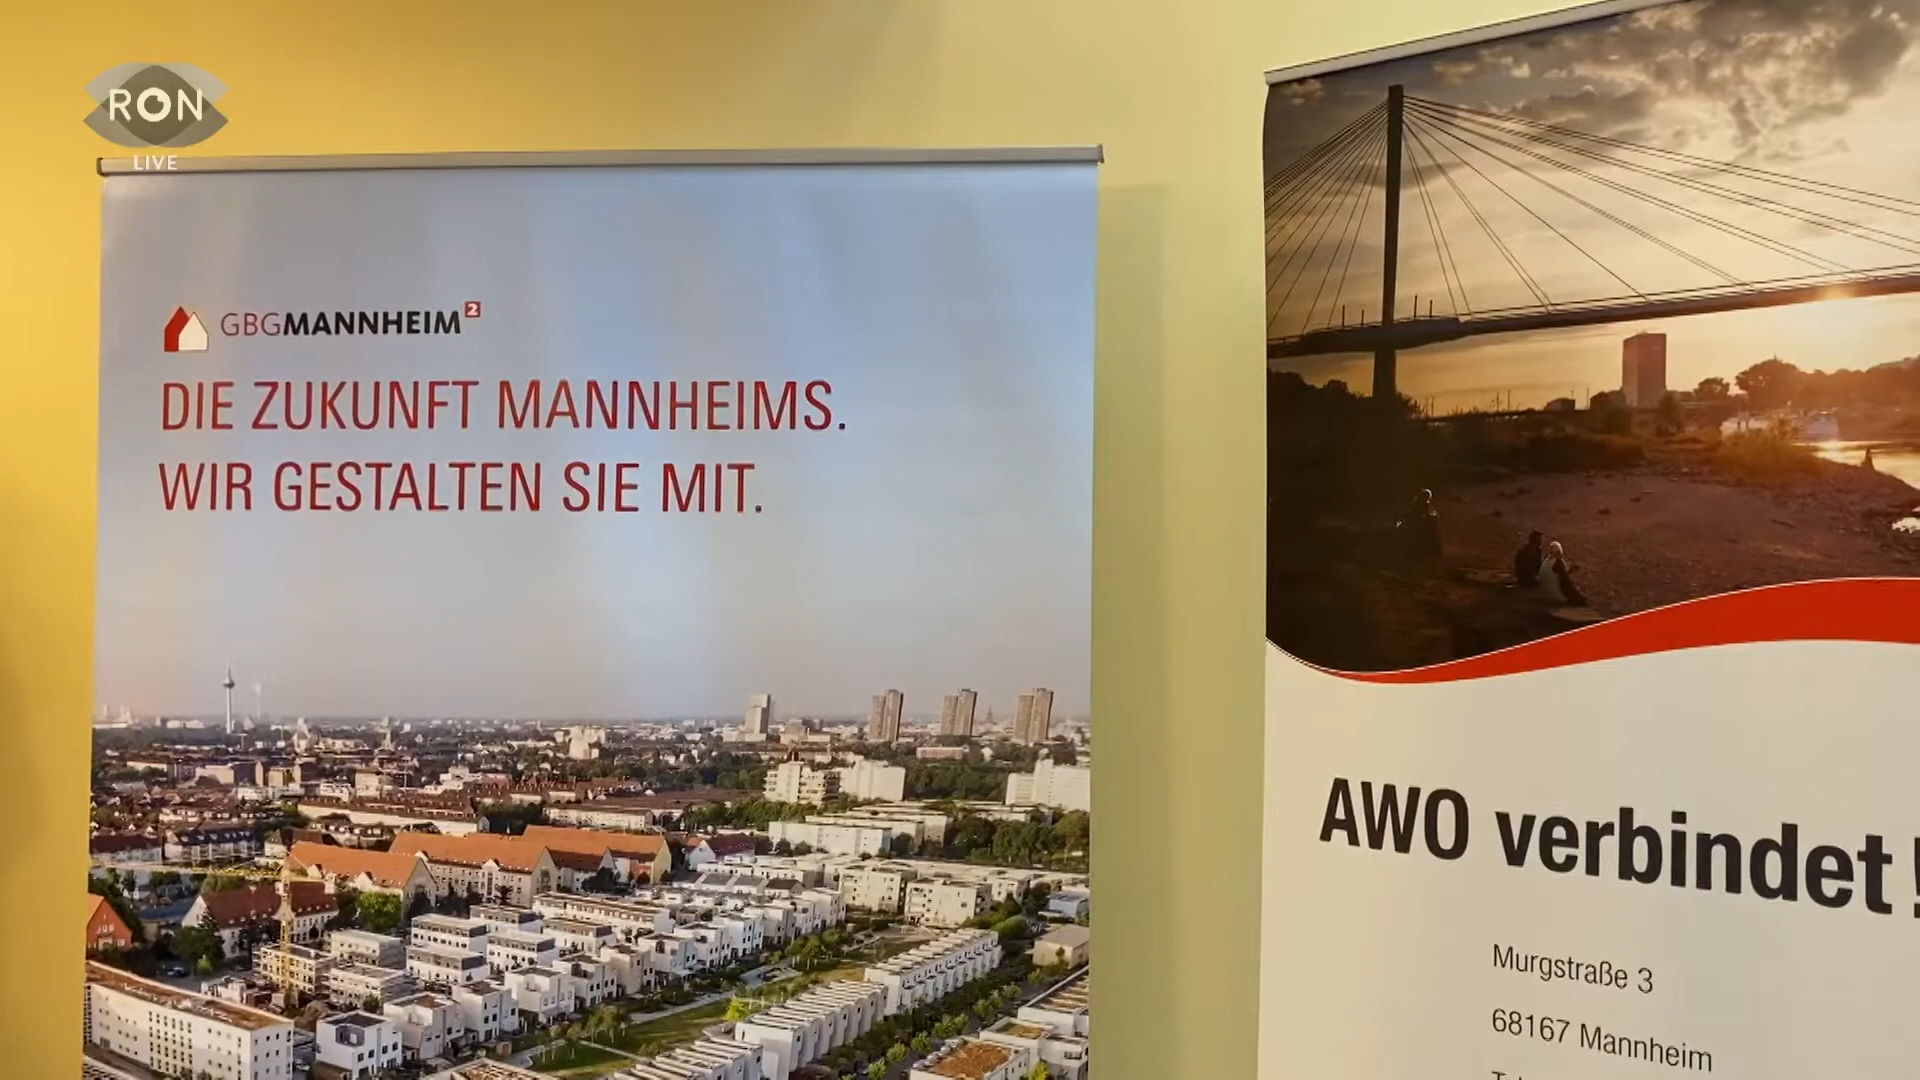 RON
LIVE
GBGMANNHEIM²
DIE ZUKUNFT MANNHEIMS.
WIR GESTALTEN SIE MIT.
AWO verbindet!
Murgstraße 3
68167 Mannheim